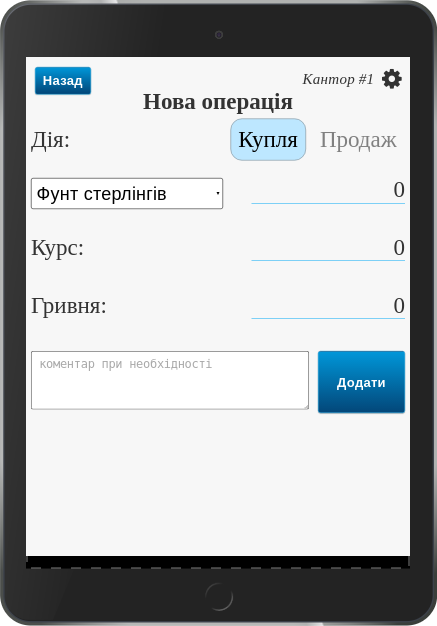 Назад
Кантор #1
Нова операція
Дія: Купля Продаж
Фунт стерлінгів 0
Курс: 0
Гривня: 0
коментар при необхідності
Додати